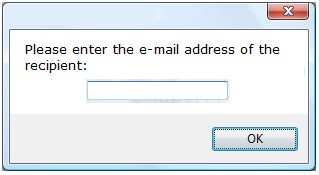 Please enter the e-mail address of the
recipient:
OK